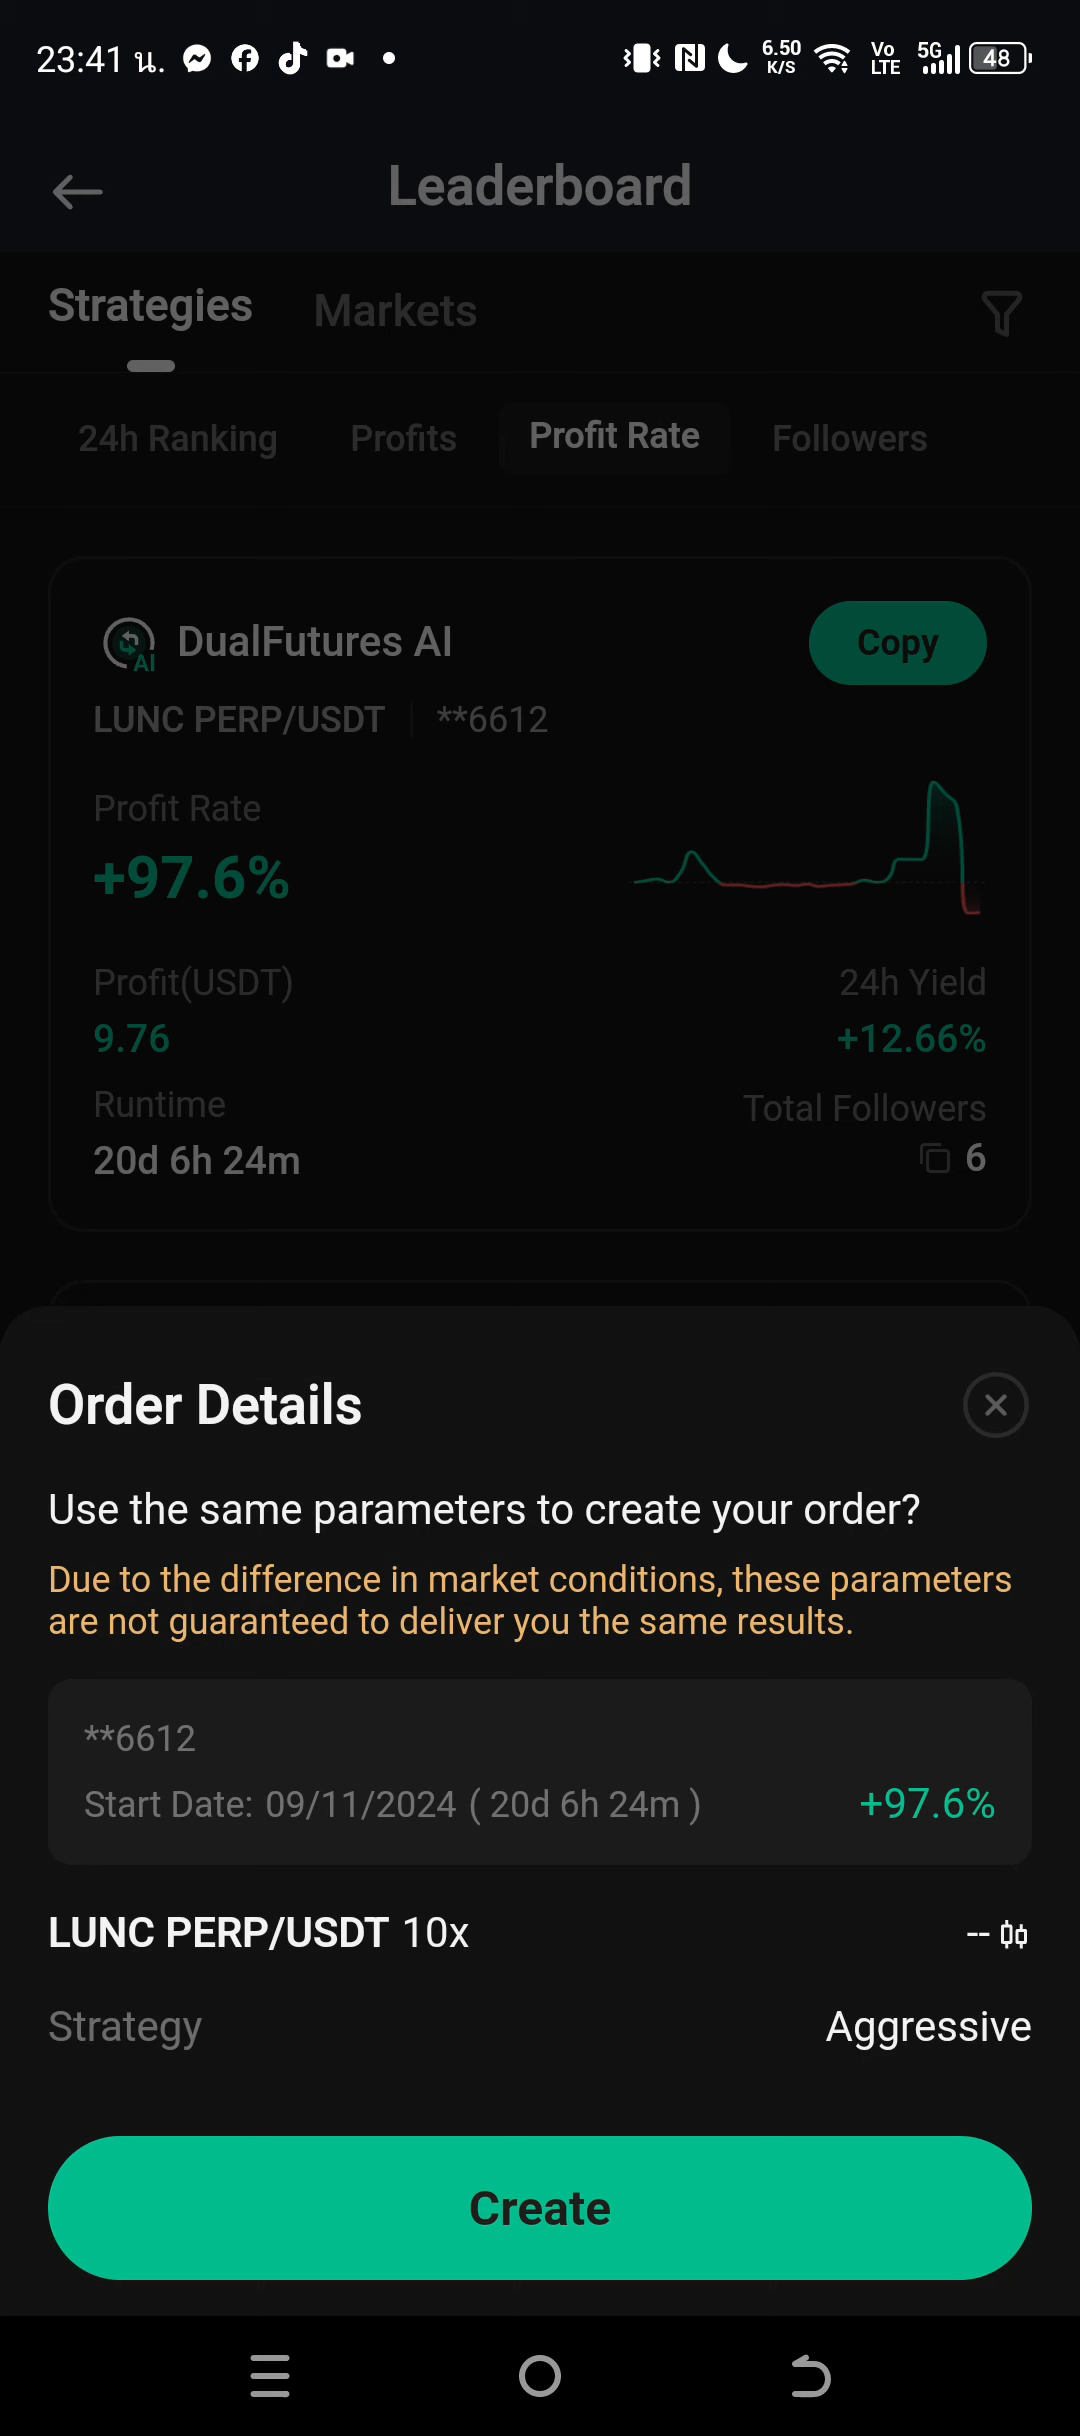 23:41 น. 6.50 K/S Vo LTE 5G 48
Leaderboard
Strategies Markets
24h Ranking Profits Profit Rate Followers
AI DualFutures AI Copy
LUNC PERP/USDT **6612
Profit Rate
+97.6%
Profit(USDT) 24h Yield
9.76 +12.66%
Runtime Total Followers
20d 6h 24m 6
Order Details
Use the same parameters to create your order?
Due to the difference in market conditions, these parameters
are not guaranteed to deliver you the same results.
**6612
Start Date: 09/11/2024 ( 20d 6h 24m ) +97.6%
LUNC PERP/USDT 10x --
Strategy Aggressive
Create